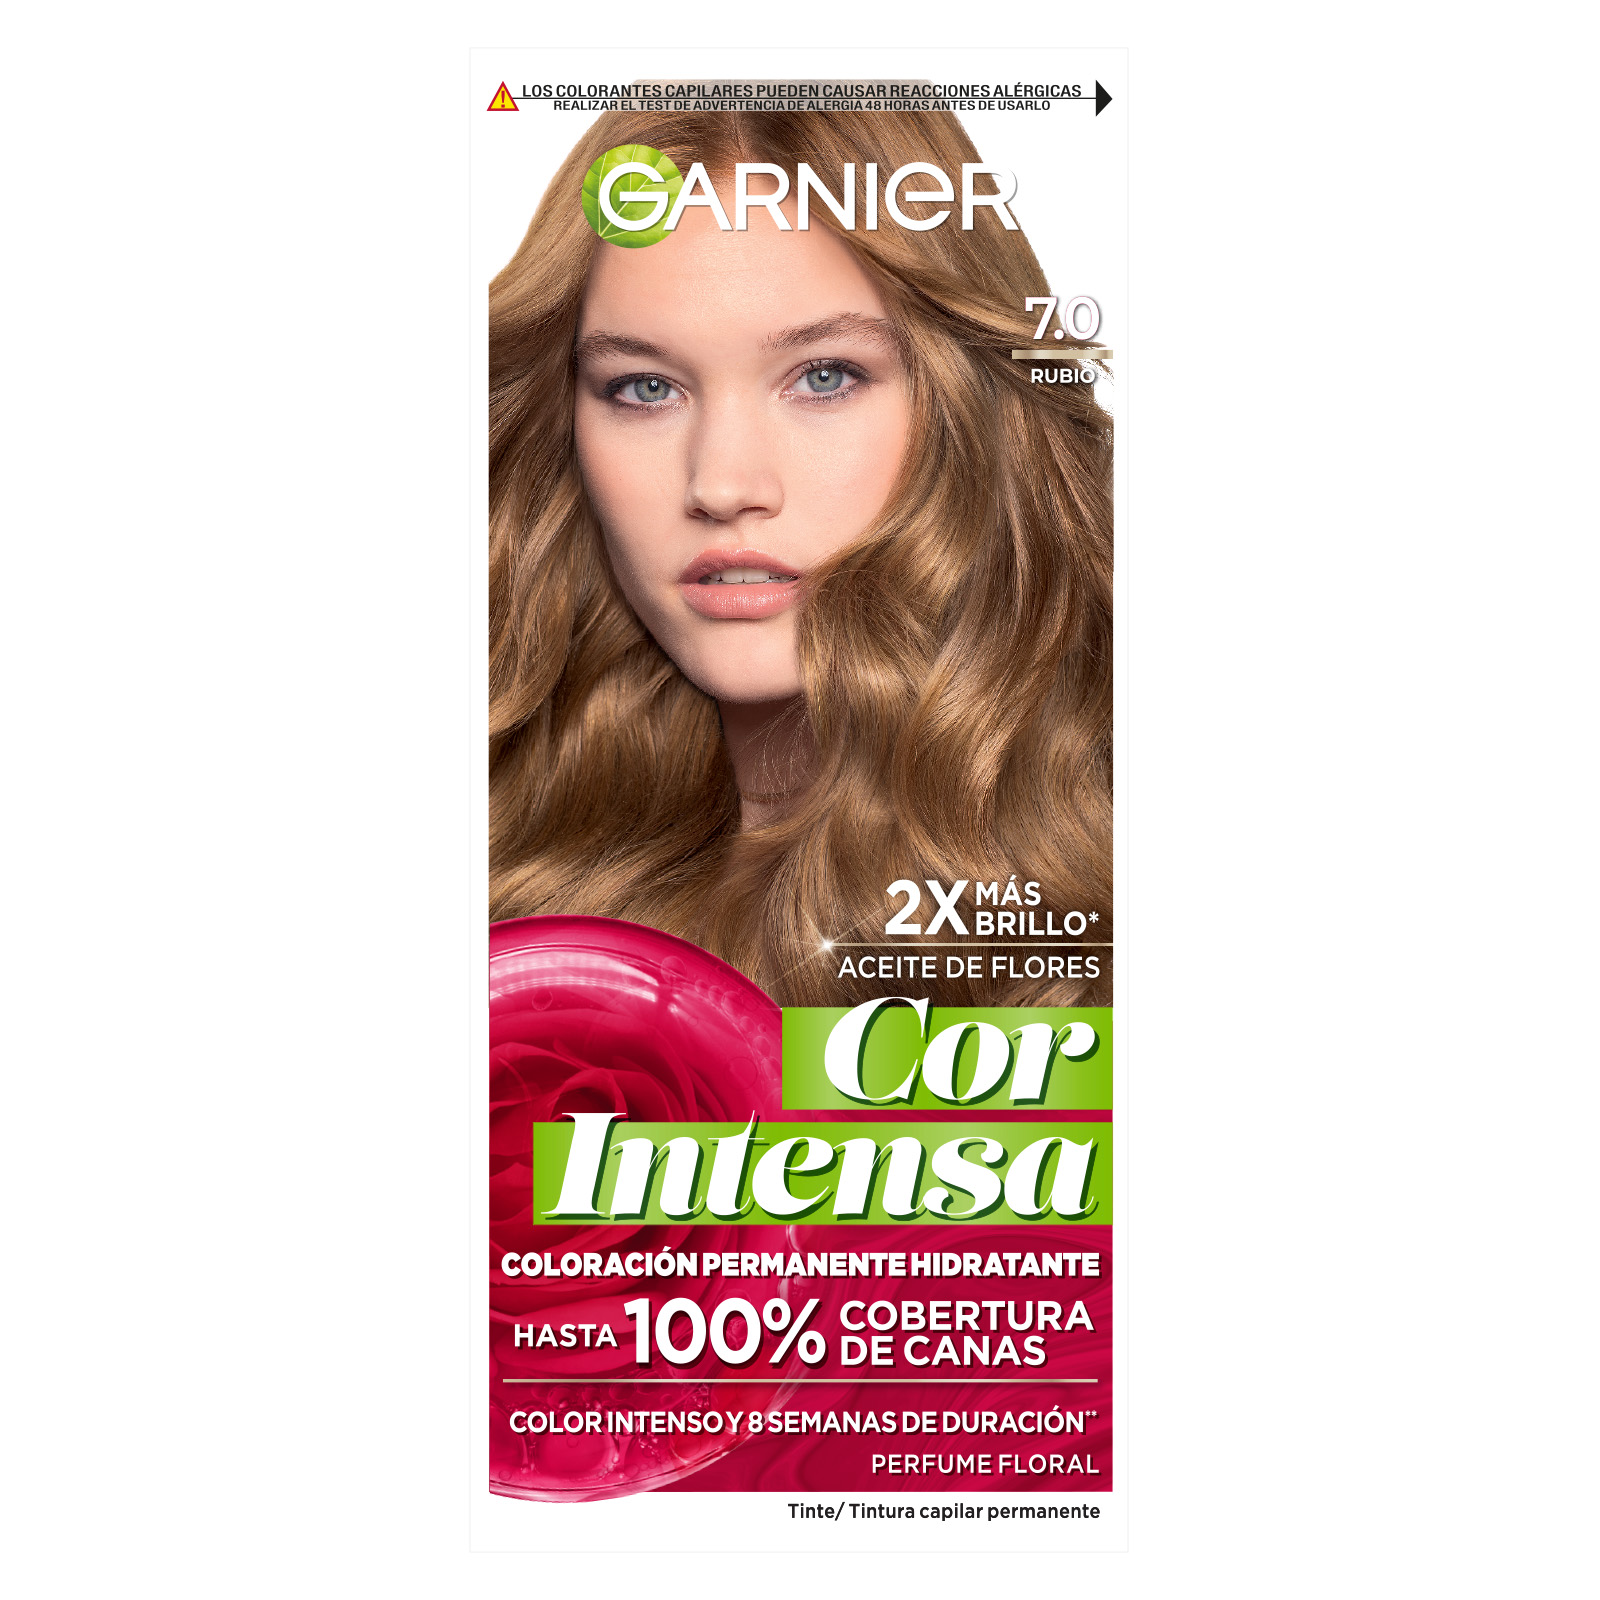 LOS COLORANTES CAPILARES PUEDEN CAUSAR REACCIONES ALÉRGICAS
REALIZAR EL TEST DE ADVERTENCIA DE ALERGIA 48 HORAS ANTES DE USARLO
GARNIER
7.0
RUBIO
2X MÁS
BRILLO*
ACEITE DE FLORES
Cor
Intensa
COLORACIÓN PERMANENTE HIDRATANTE
HASTA 100% COBERTURA
DE CANAS
COLOR INTENSO Y 8 SEMANAS DE DURACIÓN**
PERFUME FLORAL
Tinte/ Tintura capilar permanente